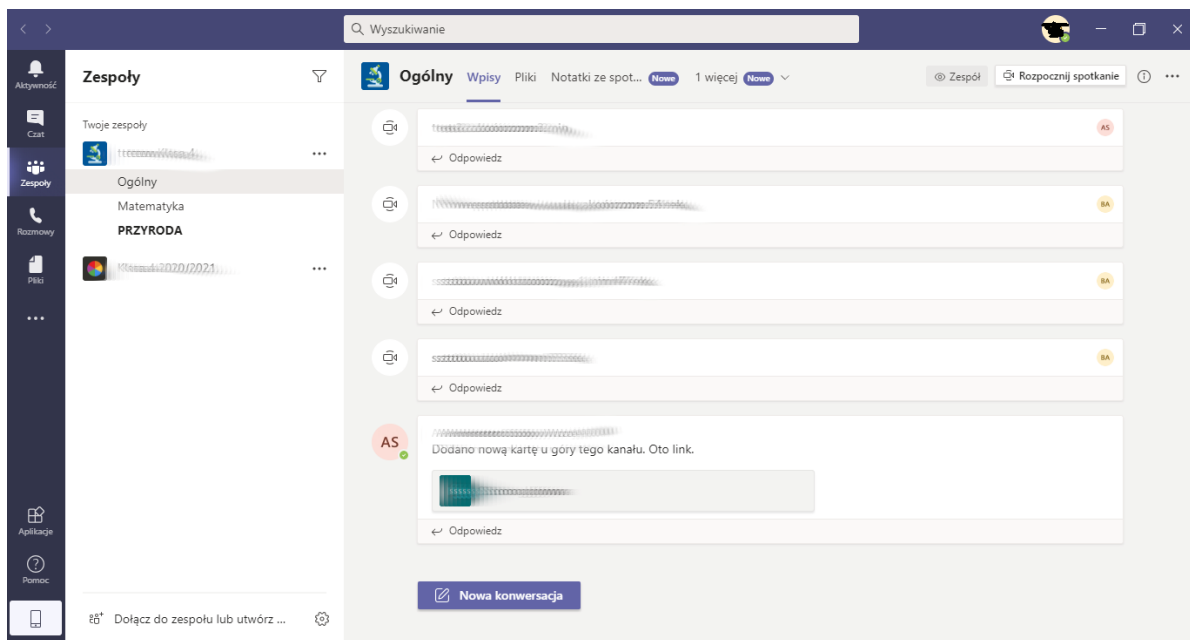 Wyszukiwanie
Aktywność
Czat
Zespoły
Rozmowy
Pliki
Aplikacje
Pomoc
Zespoły
Twoje zespoły
Ogólny
Matematyka
PRZYRODA
2020/2021
Dołącz do zespołu lub utwórz ...
Ogólny Wpisy Pliki Notatki ze spot... Nowe 1 więcej Nowe Zespół Rozpocznij spotkanie
AS
Odpowiedz
BA
Odpowiedz
BA
Odpowiedz
BA
Odpowiedz
AS
Dodano nową kartę u góry tego kanału. Oto link.
Odpowiedz
Nowa konwersacja